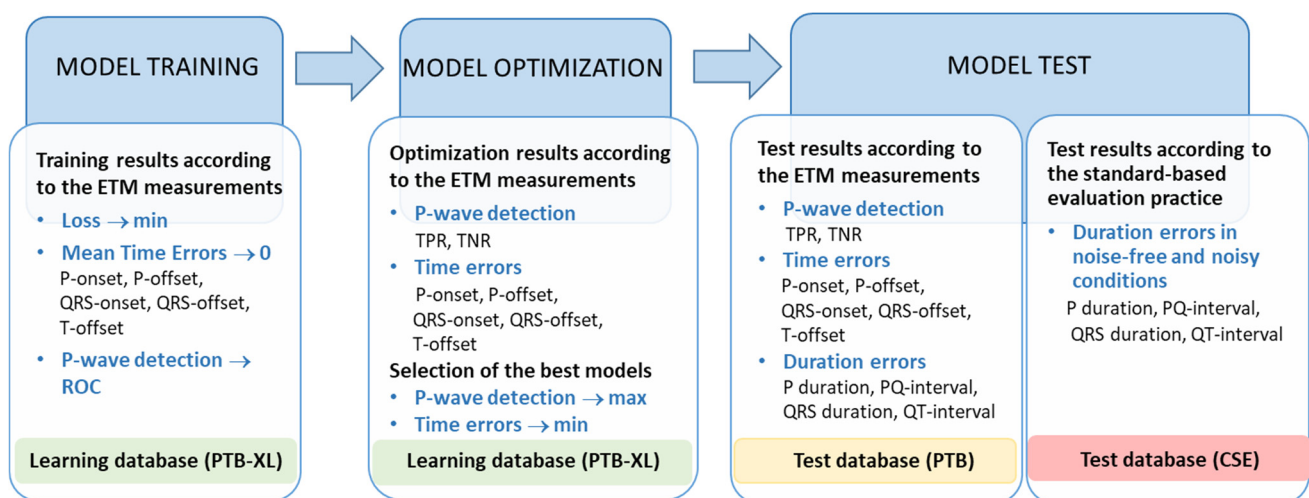 MODEL TRAINING
Training results according
to the ETM measurements
• Loss → min
• Mean Time Errors → 0
P-onset, P-offset,
QRS-onset, QRS-offset,
T-offset
• P-wave detection →
ROC
Learning database (PTB-XL)
MODEL OPTIMIZATION
Optimization results according
to the ETM measurements
• P-wave detection
TPR, TNR
• Time errors
P-onset, P-offset,
QRS-onset, QRS-offset,
T-offset
Selection of the best models
• P-wave detection → max
• Time errors → min
Learning database (PTB-XL)
MODEL TEST
Test results according to
the ETM measurements
• P-wave detection
TPR, TNR
• Time errors
P-onset, P-offset,
QRS-onset, QRS-offset,
T-offset
• Duration errors
P duration, PQ-interval,
QRS duration, QT-interval
Test database (PTB)
Test results according to
the standard-based
evaluation practice
• Duration errors in
noise-free and noisy
conditions
P duration, PQ-interval,
QRS duration, QT-interval
Test database (CSE)